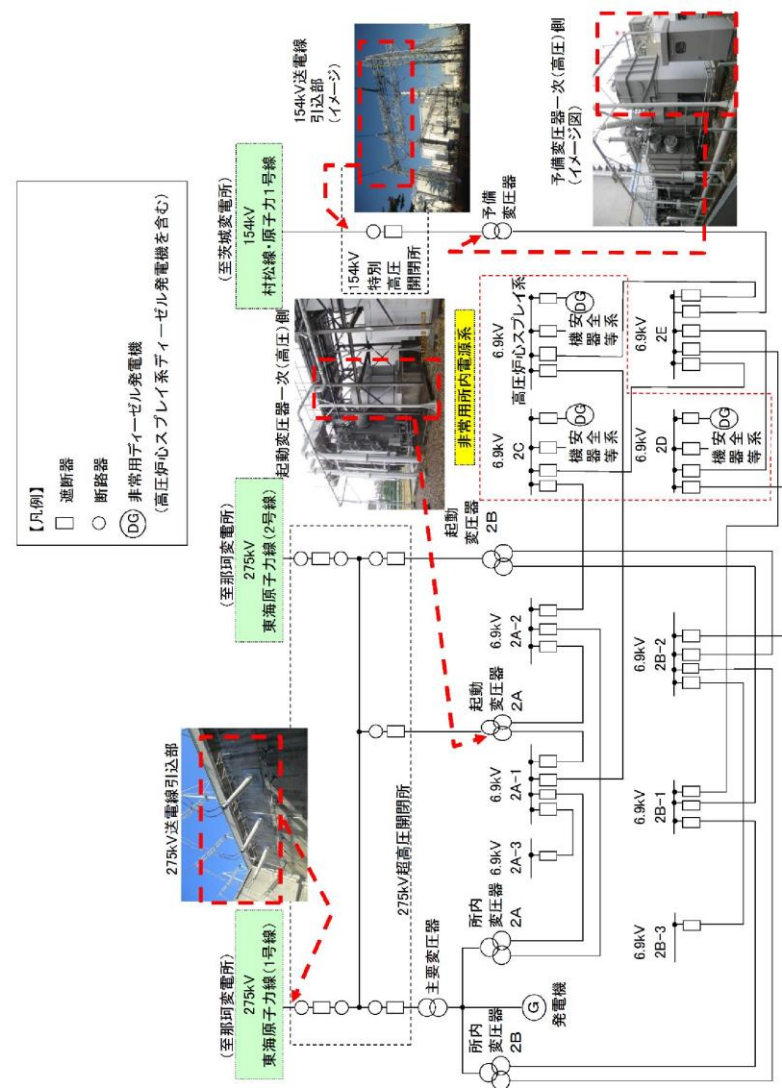 【凡例】
遮断器
断路器
DG 非常用ディーゼル発電機
(高圧炉心スプレイ系ディーゼル発電機を含む)
(至那珂変電所)
275kV
東海原子力線(1号線)
275kV送電線引込部
(至那珂変電所)
275kV
東海原子力線(2号線)
(至茨城変電所)
154kV
村松線・原子力1号線
154kV送電線
引込部
(イメージ)
275kV超高圧開閉所
154kV
特別
高圧
開閉所
起動変圧器一次(高圧)側
予備変圧器一次(高圧)側
(イメージ図)
主要変圧器
起動
変圧器
2A
起動
変圧器
2B
予備
変圧器
非常用所内電源系
所内
変圧器
2B
所内
変圧器
2A
G
発電機
6.9kV
2A-3
6.9kV
2A-1
6.9kV
2A-2
6.9kV
2C
DG
安全系
機器等
6.9kV
高圧炉心スプレイ系
DG
安全系
機器等
6.9kV
2B-3
6.9kV
2B-1
6.9kV
2B-2
6.9kV
2D
DG
安全系
機器等
6.9kV
2E